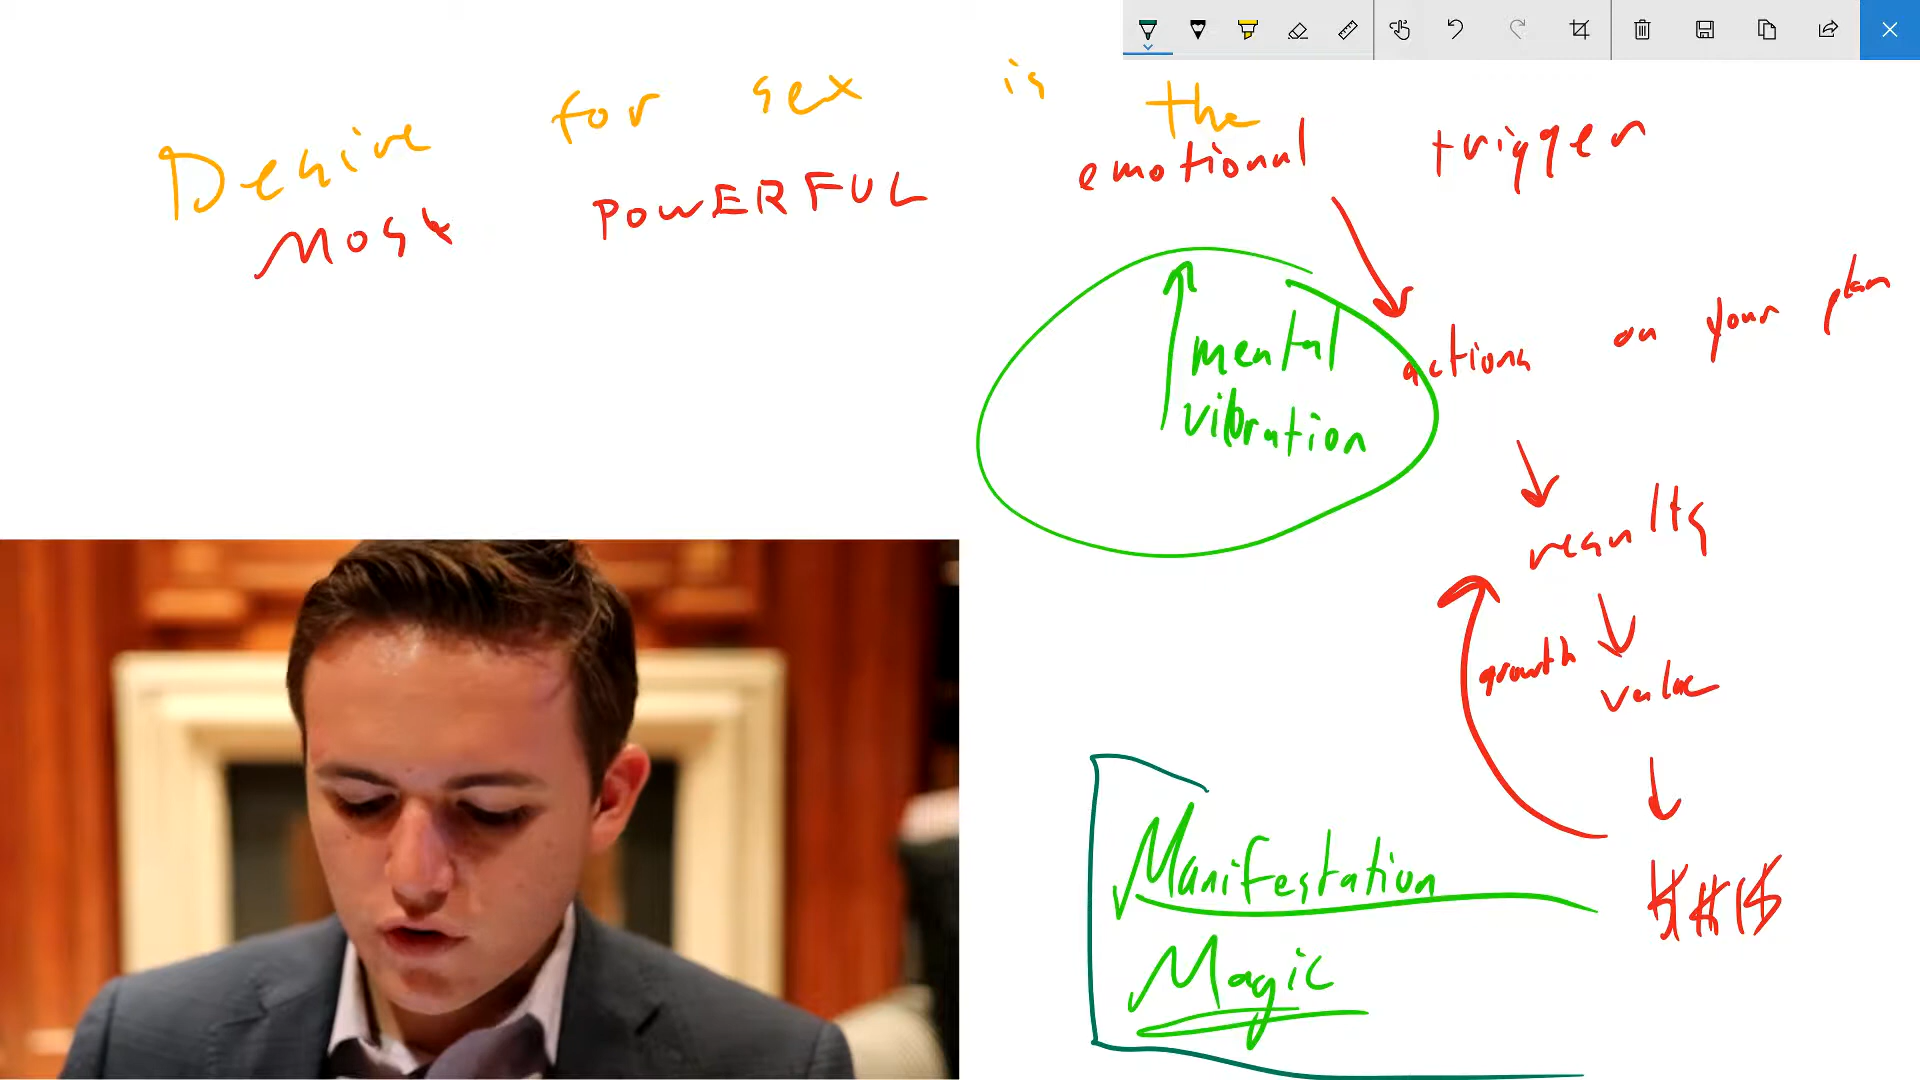 Desire for sex is the
MOST POWERFUL emotional trigger
mental
vibration
actions on your plan
results
growth
value
$$$$
Manifestation
Magic